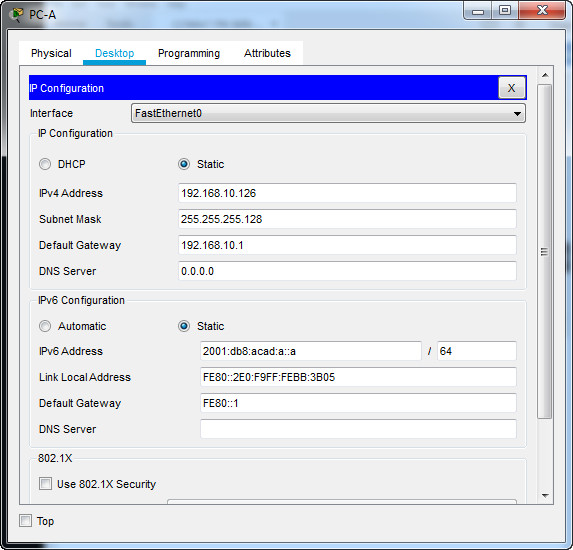 PC-A
Physical Desktop Programming Attributes
IP Configuration X
Interface FastEthernet0
IP Configuration
DHCP Static
IPv4 Address 192.168.10.126
Subnet Mask 255.255.255.128
Default Gateway 192.168.10.1
DNS Server 0.0.0.0
IPv6 Configuration
Automatic Static
IPv6 Address 2001:db8:acad:a::a / 64
Link Local Address FE80::2E0:F9FF:FEBB:3B05
Default Gateway FE80::1
DNS Server
802.1X
Use 802.1X Security
Top